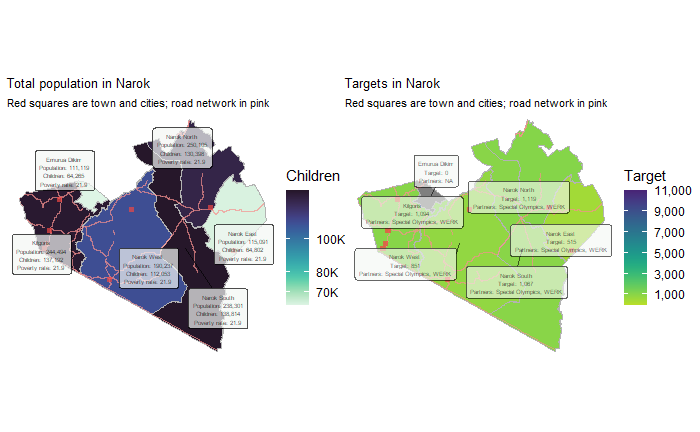 Total population in Narok
Red squares are town and cities; road network in pink
Narok North
Population: 250,105
Children: 130,398
Poverty rate: 21.9
Emurua Dikirr
Population: 111,119
Children: 64,265
Poverty rate: 21.9
Kilgoris
Population: 244,494
Children: 137,192
Poverty rate: 21.9
Narok West
Population: 190,237
Children: 112,053
Poverty rate: 21.9
Population: 115,091
Children: 64,802
Poverty rate: 21.9
Narok South
Population: 238,301
Children: 138,814
Poverty rate: 21.9
Children
100K
80K
70K
Targets in Narok
Red squares are town and cities; road network in pink
Emurua Dikirr
Target: 0
Partners: NA
Narok North
Target: 1,119
Partners: Special Olympics, WERK
Kilgoris
Target: 1,094
Partners: Special Olympics, WERK
Narok East
Target: 515
Partners: Special Olympics, WERK
Narok West
Target: 851
Partners: Special Olympics, WERK
Narok South
Target: 1,067
Partners: Special Olympics, WERK
Target
11,000
9,000
7,000
5,000
3,000
1,000